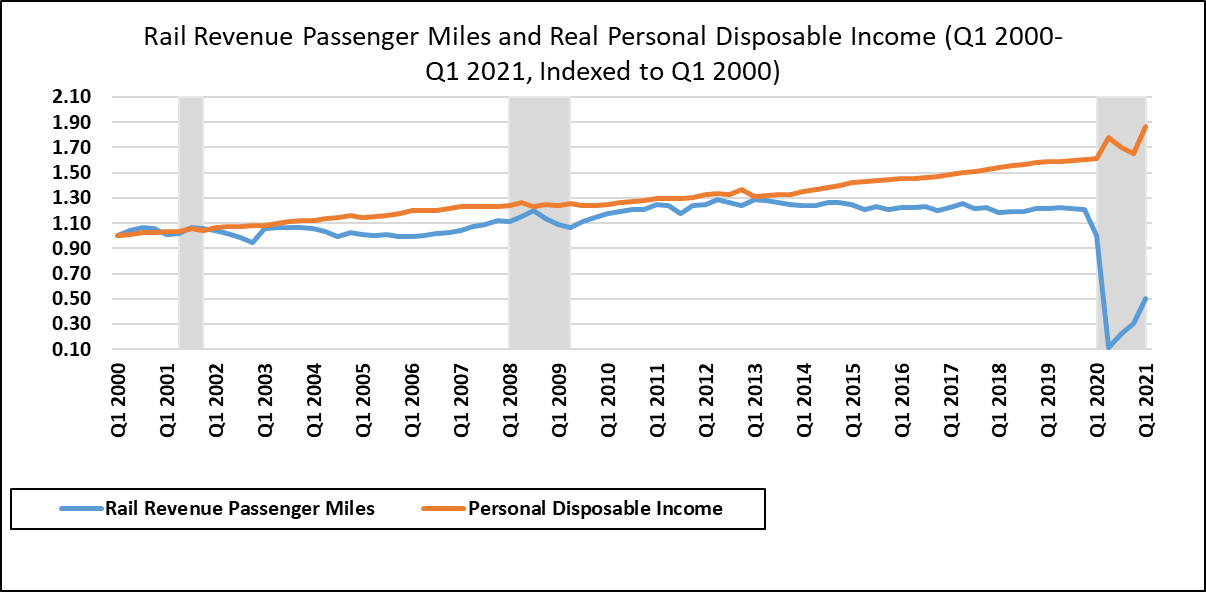 Rail Revenue Passenger Miles and Real Personal Disposable Income (Q1 2000-
Q1 2021, Indexed to Q1 2000)
2.10
1.90
1.70
1.50
1.30
1.10
0.90
0.70
0.50
0.30
0.10
Q1 2000
Q1 2001
Q1 2002
Q1 2003
Q1 2004
Q1 2005
Q1 2006
Q1 2007
Q1 2008
Q1 2009
Q1 2010
Q1 2011
Q1 2012
Q1 2013
Q1 2014
Q1 2015
Q1 2016
Q1 2017
Q1 2018
Q1 2019
Q1 2020
Q1 2021
Rail Revenue Passenger Miles
Personal Disposable Income